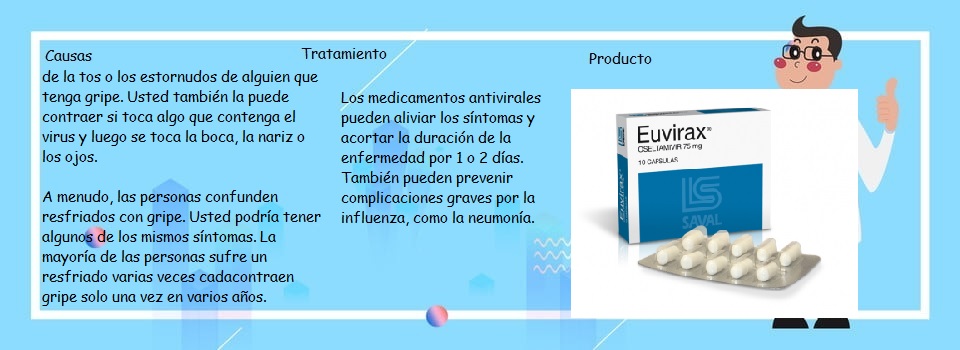 Causas
de la tos o los estornudos de alguien que
tenga gripe. Usted también la puede
contraer si toca algo que contenga el
virus y luego se toca la boca, la nariz o
los ojos.
A menudo, las personas confunden
resfriados con gripe. Usted podría tener
algunos de los mismos síntomas. La
mayoría de las personas sufre un
resfriado varias veces cadacontraen
gripe solo una vez en varios años.
Tratamiento
Los medicamentos antivirales
pueden aliviar los síntomas y
acortar la duración de la
enfermedad por 1 o 2 días.
También pueden prevenir
complicaciones graves por la
influenza, como la neumonía.
Producto
Euvirax®
OSELTAMIVIR 75 mg
10 CAPSULAS
Euvirax
LS
SAVAL